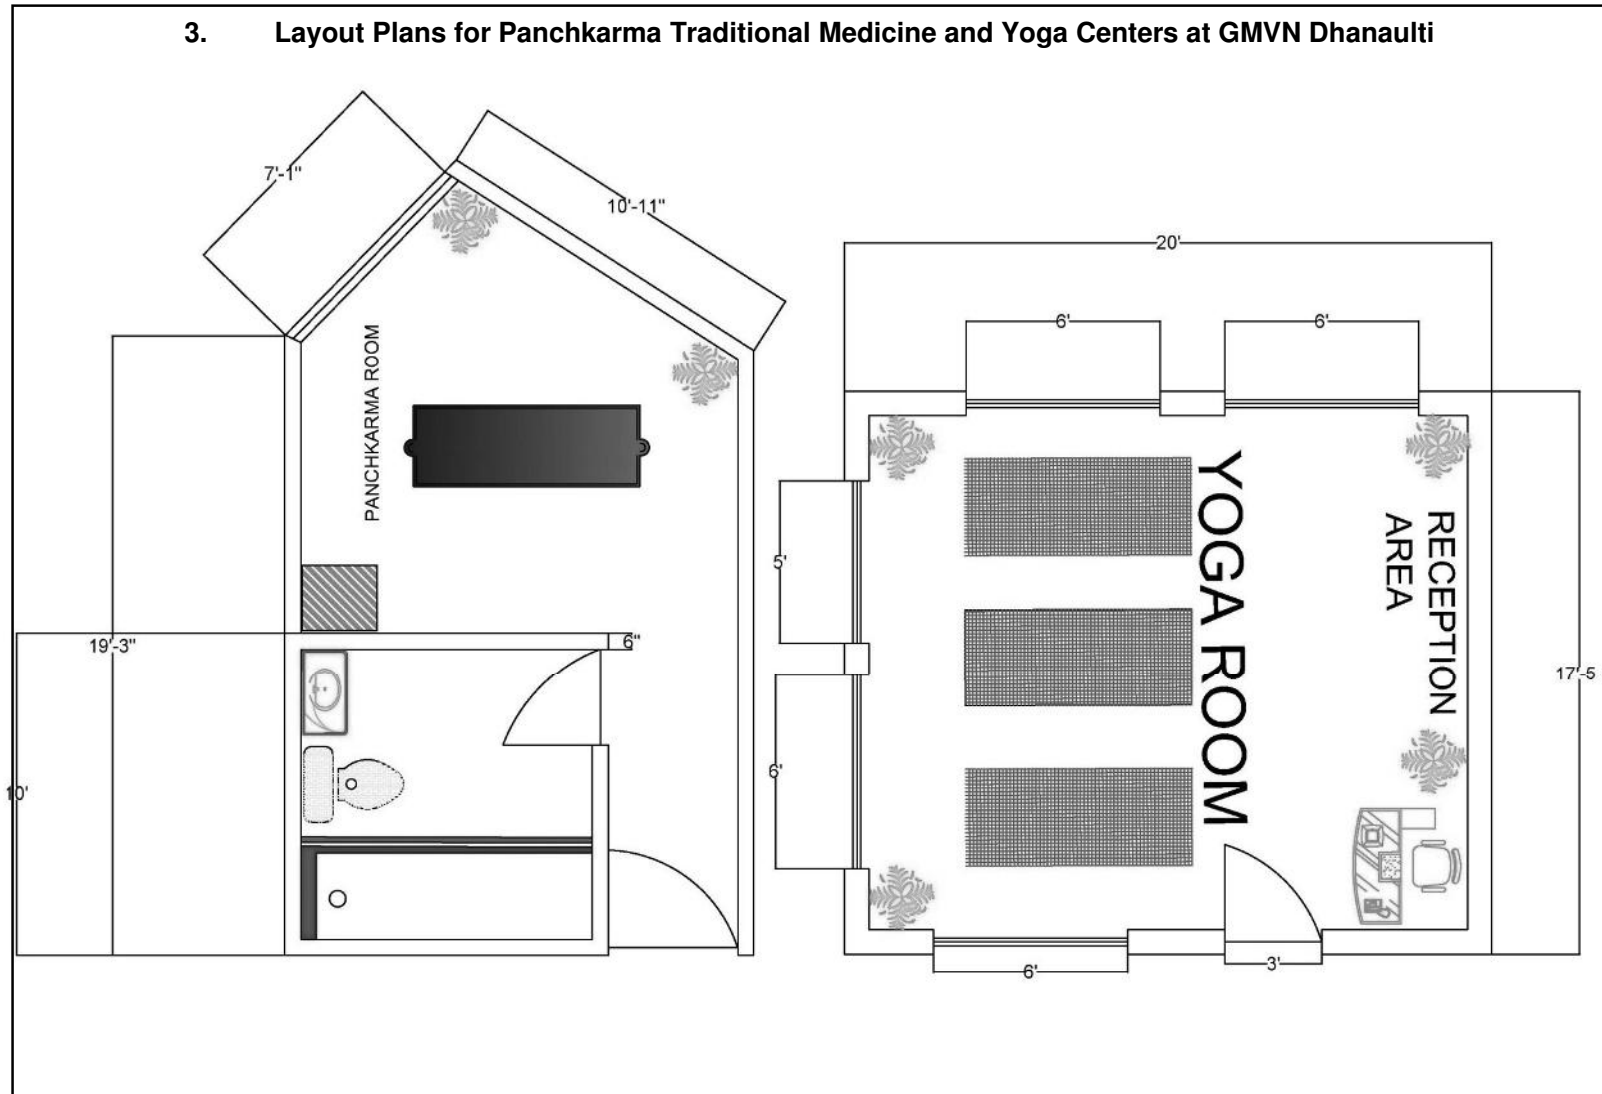 3. Layout Plans for Panchkarma Traditional Medicine and Yoga Centers at GMVN Dhanaulti
7'-1"
10'-11"
PANCHKARMA ROOM
19'-3"
6"
10'
20'
6'
6'
5'
6'
YOGA ROOM
RECEPTION
AREA
17'-5
6'
3'